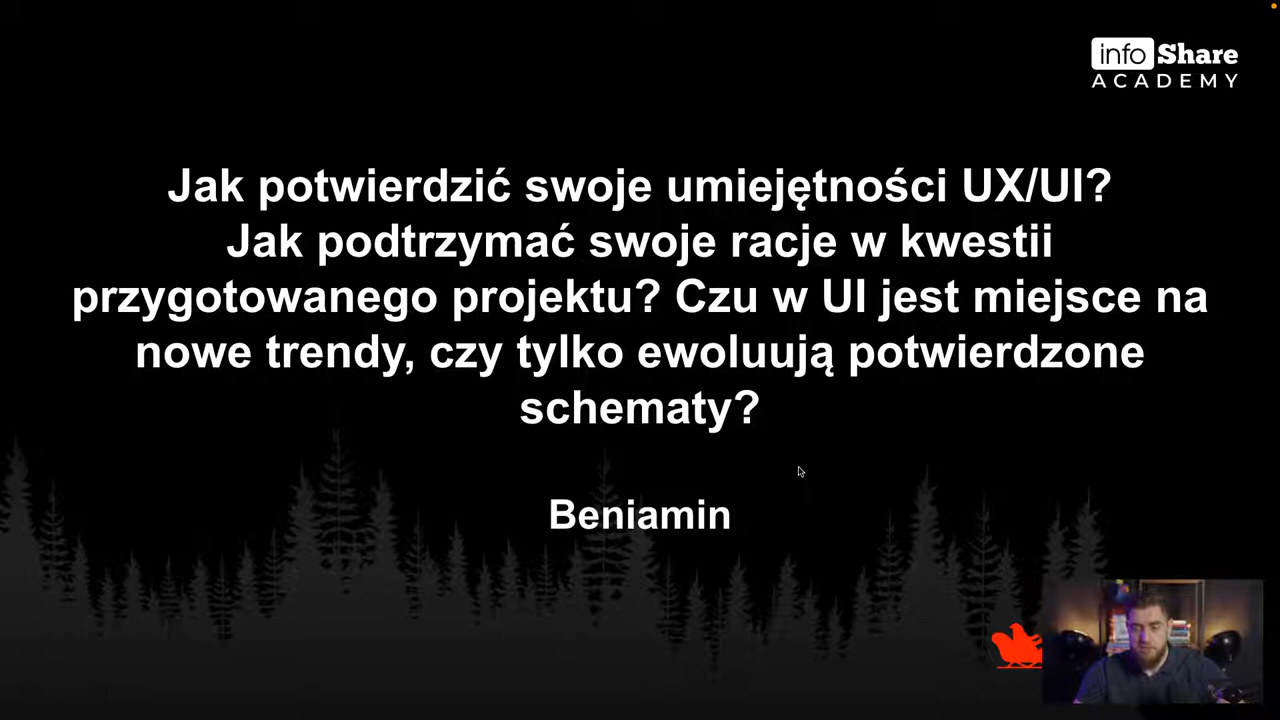 info Share
ACADEMY
Jak potwierdzić swoje umiejętności UX/UI?
Jak podtrzymać swoje racje w kwestii
przygotowanego projektu? Czu w UI jest miejsce na
nowe trendy, czy tylko ewoluują potwierdzone
schematy?
Beniamin